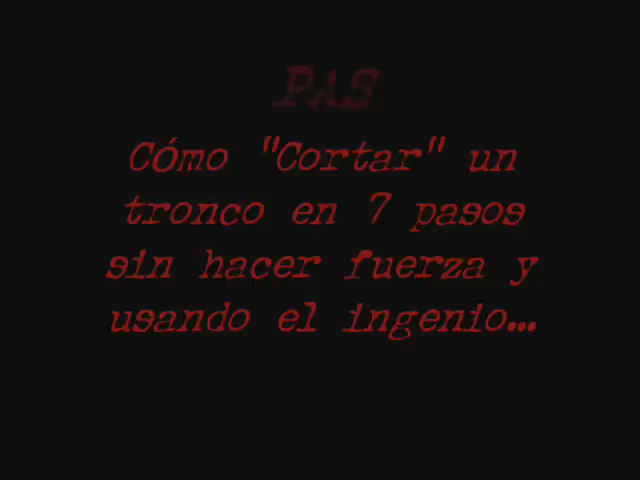 PAS
Cómo "Cortar" un
tronco en 7 pasos
sin hacer fuerza y
usando el ingenio...